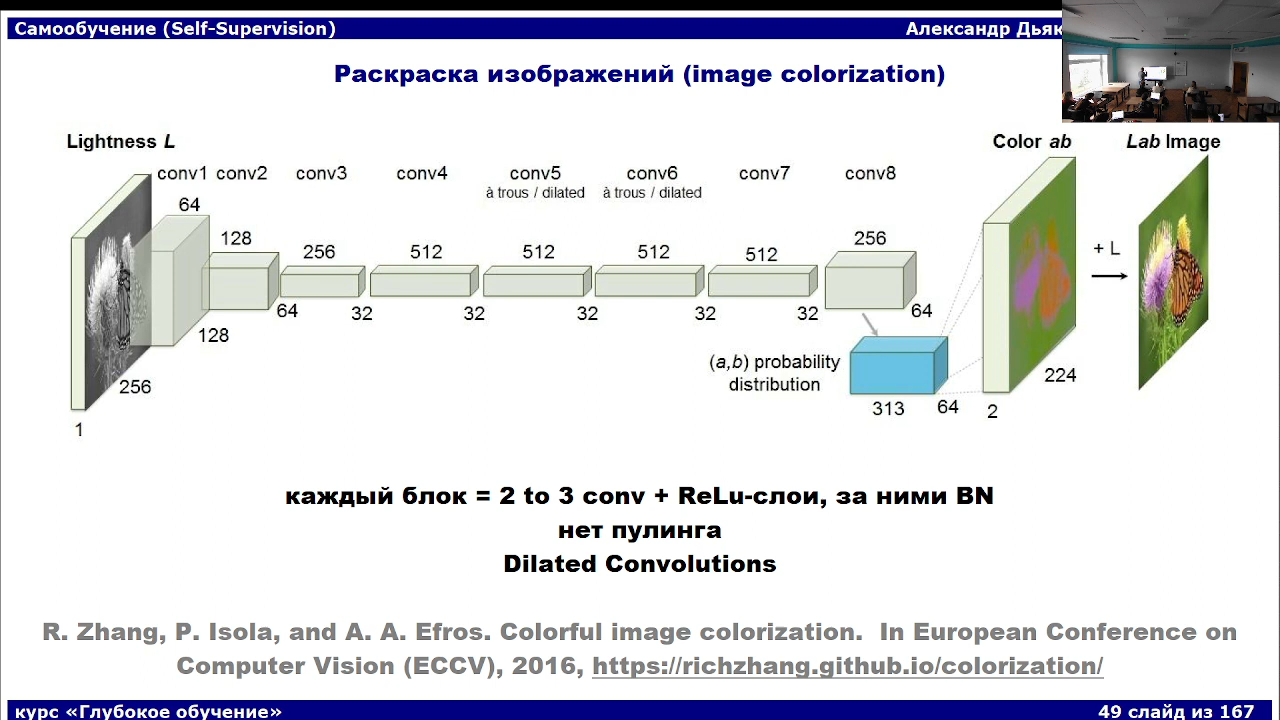 Самообучение (Self-Supervision)
Александр Дьяк
Раскраска изображений (image colorization)
Lightness L
Color ab
Lab Image
conv1 conv2 conv3 conv4 conv5 conv6 conv7 conv8
à trous / dilated à trous / dilated
64
128
256
512
512
512
512
256
+ L
64
32
32
32
32
32
64
128
(a,b) probability
distribution
256
224
313
64
2
1
каждый блок = 2 to 3 conv + ReLu-слои, за ними BN
нет пулинга
Dilated Convolutions
R. Zhang, P. Isola, and A. A. Efros. Colorful image colorization. In European Conference on
Computer Vision (ECCV), 2016, https://richzhang.github.io/colorization/
курс «Глубокое обучение»
49 слайд из 167